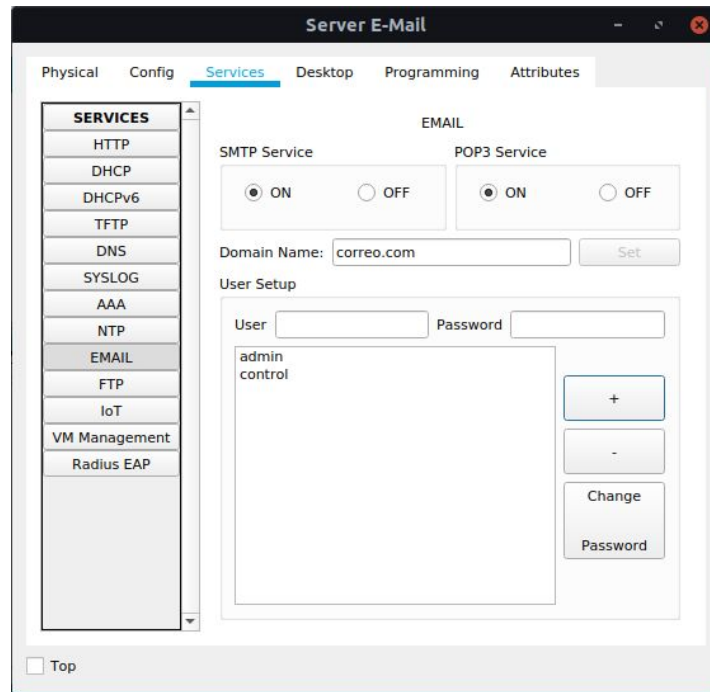 Server E-Mail
Physical Config Services Desktop Programming Attributes
SERVICES
HTTP
DHCP
DHCPv6
TFTP
DNS
SYSLOG
AAA
NTP
EMAIL
FTP
IoT
VM Management
Radius EAP
EMAIL
SMTP Service POP3 Service
ON OFF ON OFF
Domain Name: correo.com Set
User Setup
User Password
admin
control
+
-
Change
Password
Top